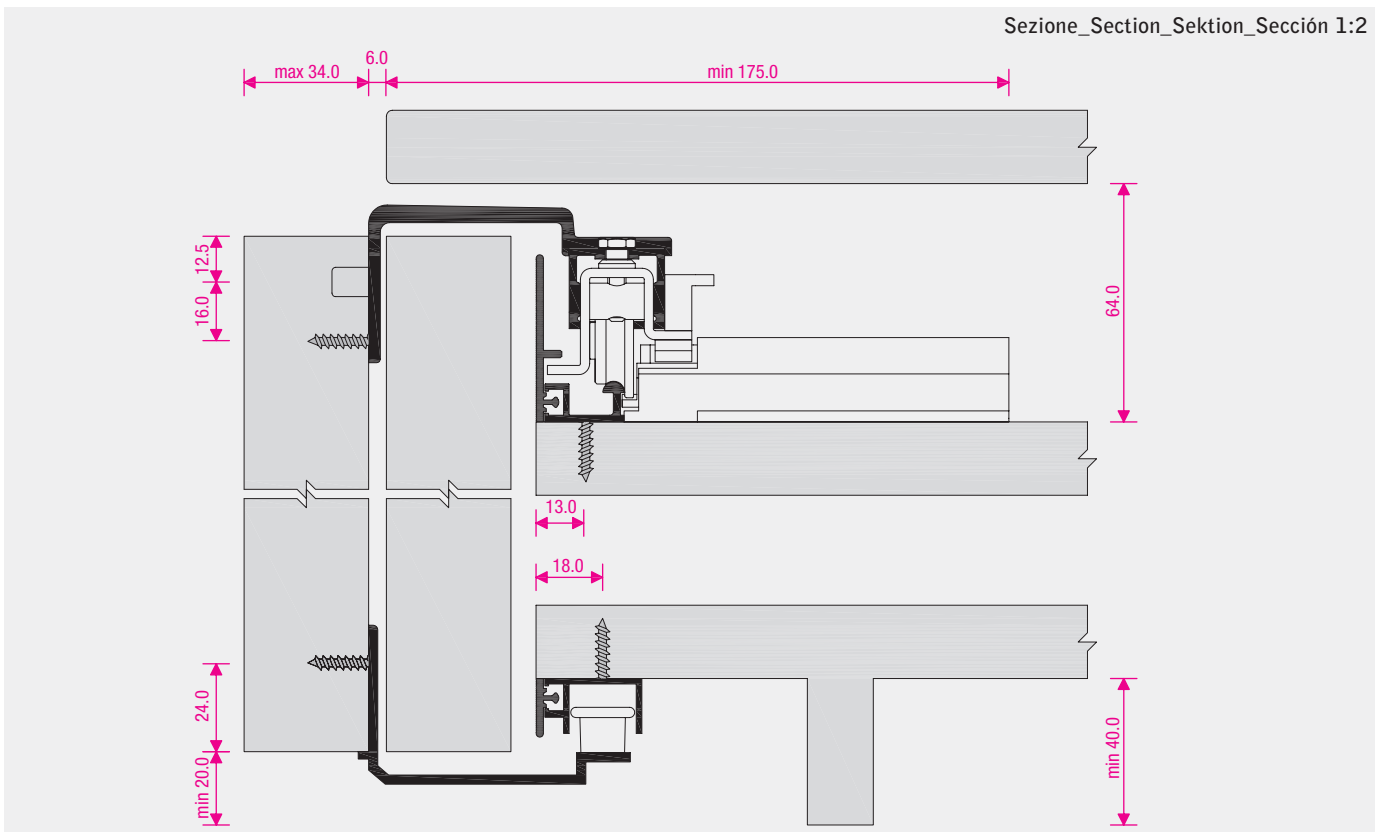 Sezione_Section_Sektion_Sección 1:2
max 34.0
6.0
min 175.0
12.5
16.0
64.0
13.0
18.0
24.0
min 20.0
min 40.0